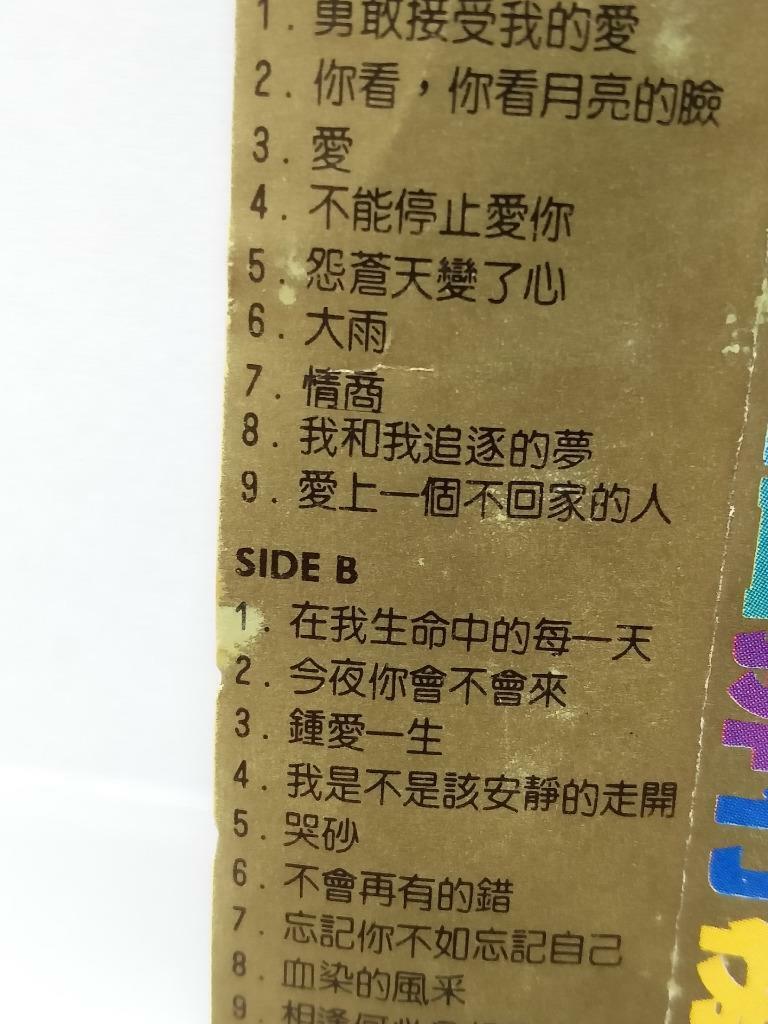 1. 勇敢接受我的愛
2. 你看，你看月亮的臉
3. 愛
4. 不能停止愛你
5. 怨蒼天變了心
6. 大雨
7. 情商
8. 我和我追逐的夢
9. 愛上一個不回家的人
SIDE B
1. 在我生命中的每一天
2. 今夜你會不會來
3. 鍾愛一生
4. 我是不是該安靜的走開
5. 哭砂
6. 不會再有的錯
7. 忘記你不如忘記自己
8. 血染的風采
9. 相逢何必